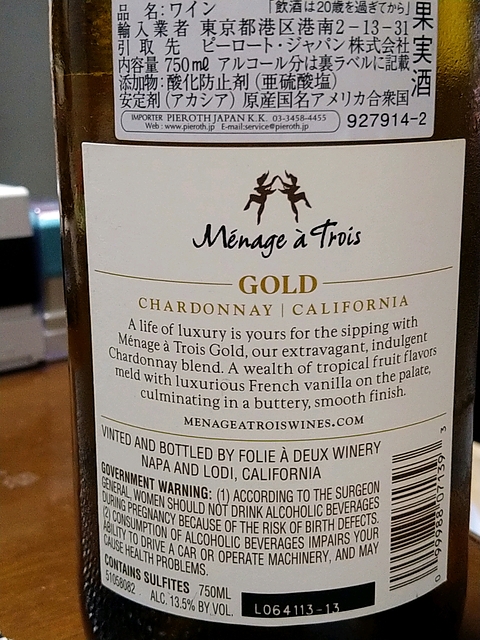 品名:ワイン 「飲酒は20歳を過ぎてから」
果実酒
輸入業者 東京都港区港南2-13-31
引取先 ピーロート・ジャパン株式会社
内容量 750ml アルコール分は裏ラベルに記載
添加物:酸化防止剤(亜硫酸塩)
安定剤(アカシア) 原産国名アメリカ合衆国
IMPORTER PIEROTH JAPAN K.K. 03-3458-4455
Web : www.pieroth.jp E-mail:service@pieroth.jp
927914-2
Ménage à Trois
GOLD
CHARDONNAY | CALIFORNIA
A life of luxury is yours for the sipping with
Ménage à Trois Gold, our extravagant, indulgent
Chardonnay blend. A wealth of tropical fruit flavors
meld with luxurious French vanilla on the palate,
culminating in a buttery, smooth finish.
MENAGEATROISWINES.COM
VINTED AND BOTTLED BY FOLIE À DEUX WINERY
NAPA AND LODI, CALIFORNIA
GOVERNMENT WARNING: (1) ACCORDING TO THE SURGEON
GENERAL, WOMEN SHOULD NOT DRINK ALCOHOLIC BEVERAGES
DURING PREGNANCY BECAUSE OF THE RISK OF BIRTH DEFECTS.
(2) CONSUMPTION OF ALCOHOLIC BEVERAGES IMPAIRS YOUR
ABILITY TO DRIVE A CAR OR OPERATE MACHINERY, AND MAY
CAUSE HEALTH PROBLEMS.
CONTAINS SULFITES 750ML
51058082 ALC. 13.5% BY VOL.
L064113-13
0 99988 07139 3